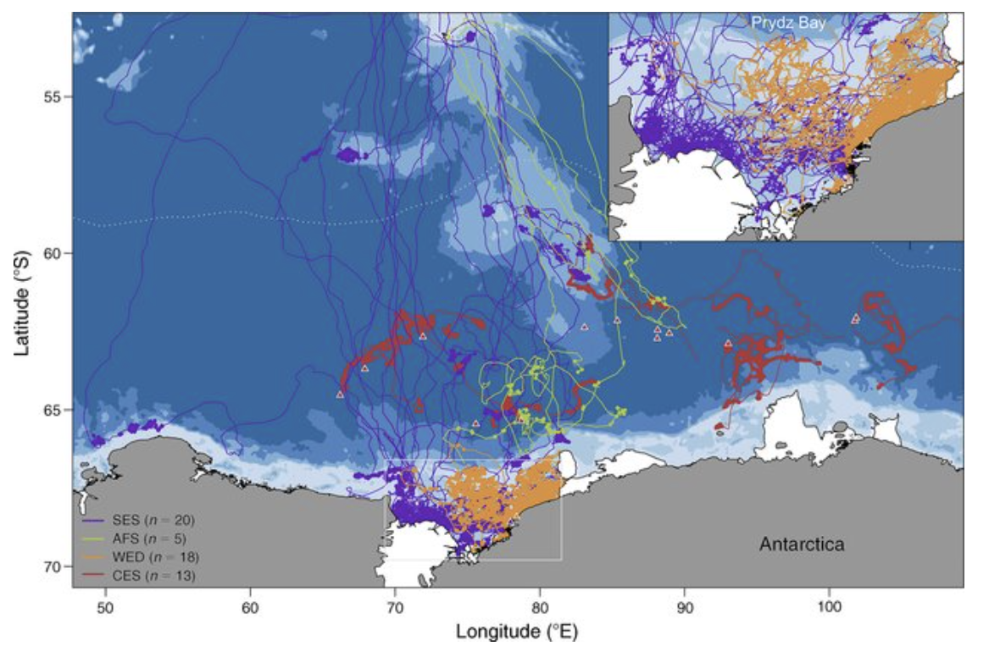 Prydz Bay
55
60
65
70
Latitude (°S)
SES (n = 20)
AFS (n = 5)
WED (n = 18)
CES (n = 13)
Antarctica
50 60 70 80 90 100
Longitude (°E)